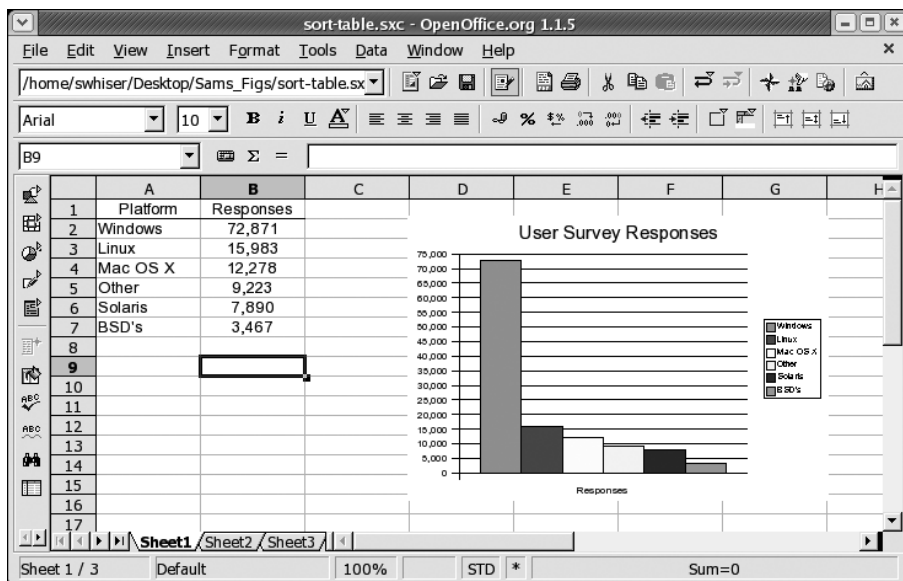 sort-table.sxc - OpenOffice.org 1.1.5
File Edit View Insert Format Tools Data Window Help
/home/swhiser/Desktop/Sams_Figs/sort-table.sx
Arial 10 B i U A
B9 Σ =
A B C D E F G H
1 Platform Responses
2 Windows 72,871
3 Linux 15,983
4 Mac OS X 12,278
5 Other 9,223
6 Solaris 7,890
7 BSD's 3,467
8
9
10
11
12
13
14
15
16
17
User Survey Responses
75,000
70,000
65,000
60,000
55,000
50,000
45,000
40,000
35,000
30,000
25,000
20,000
15,000
10,000
5,000
0
Responses
Windows
Linux
Mac OS X
Other
Solaris
BSD's
Sheet1 Sheet2 Sheet3
Sheet 1 / 3 Default 100% STD * Sum=0